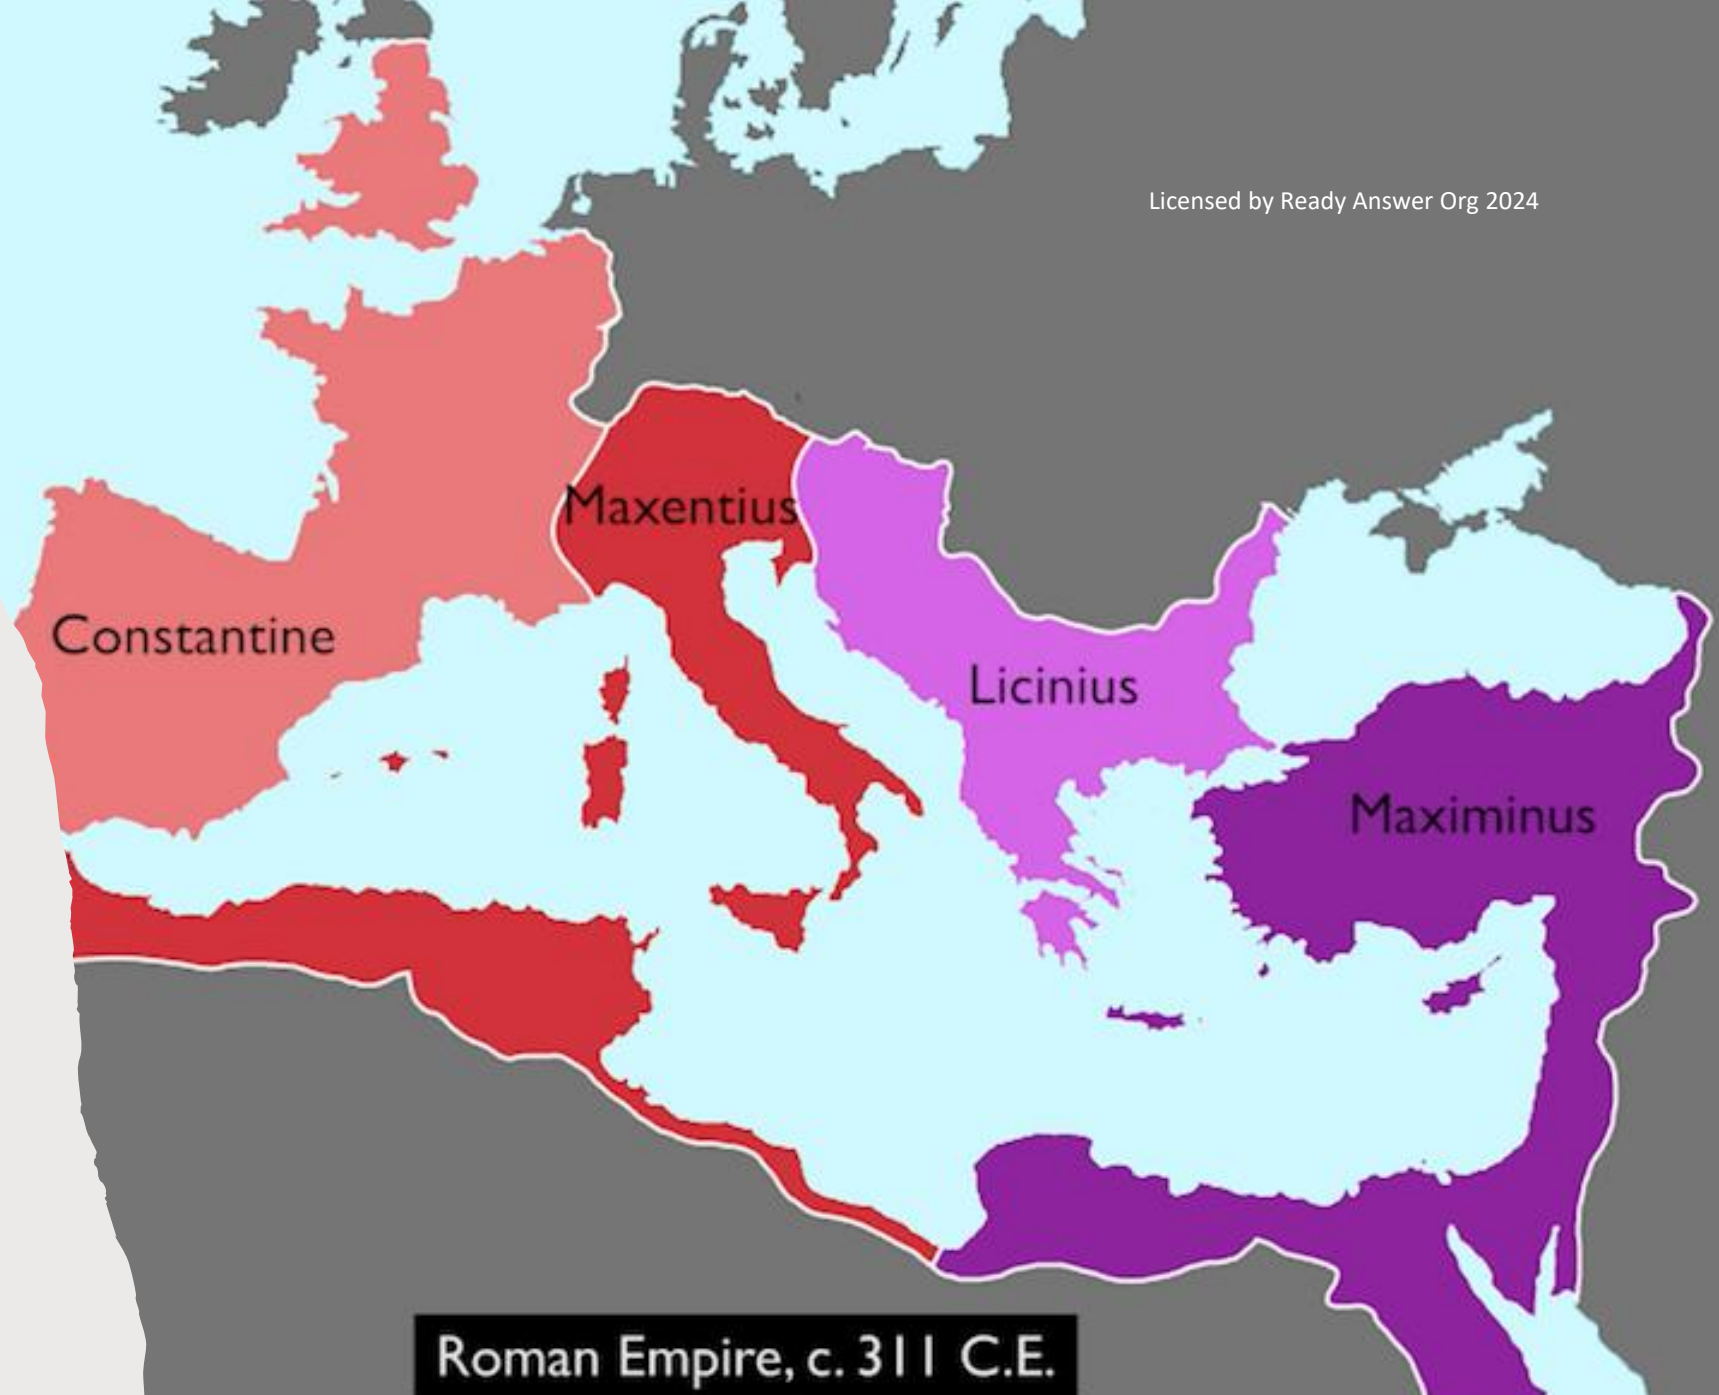 Licensed by Ready Answer Org 2024
Maxentius
Constantine
Licinius
Maximinus
Roman Empire, c. 311 C.E.